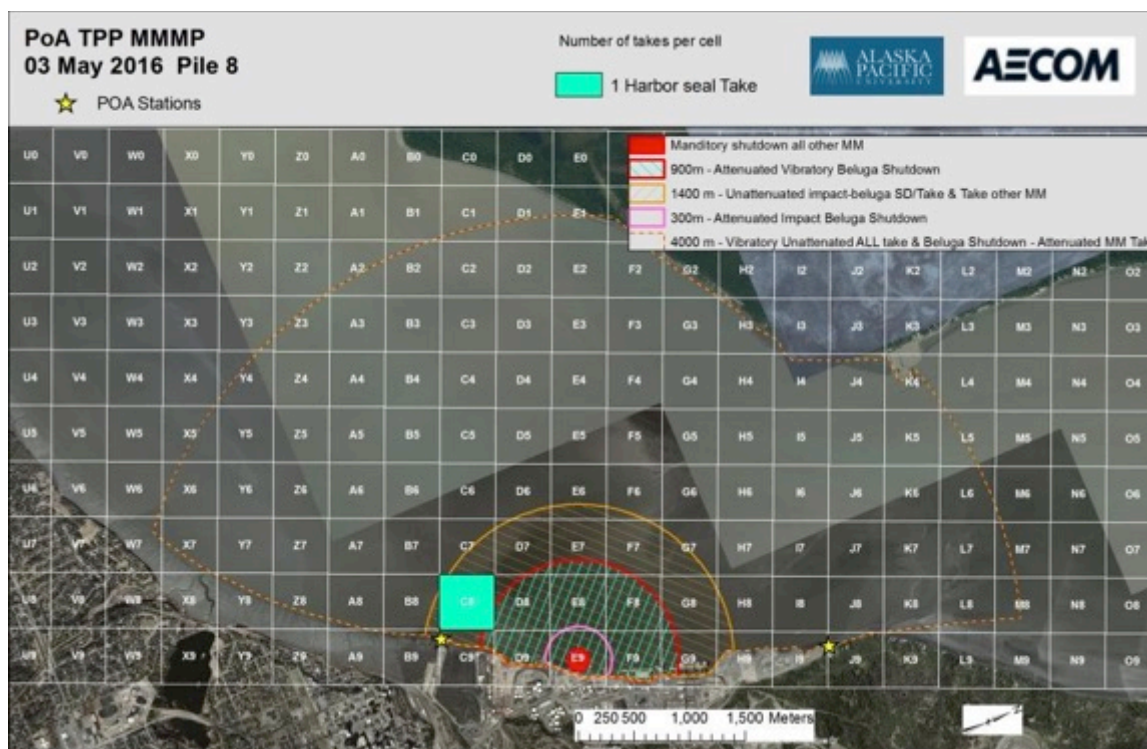 PoA TPP MMMP
03 May 2016 Pile 8
POA Stations
Number of takes per cell
1 Harbor seal Take
ALASKA
PACIFIC
UNIVERSITY
AECOM
Manditory shutdown all other MM
900m - Attenuated Vibratory Beluga Shutdown
1400 m - Unattenuated impact-beluga SD/Take & Take other MM
300m - Attenuated Impact Beluga Shutdown
4000 m - Vibratory Unattenated ALL take & Beluga Shutdown - Attenuated MM Tak
U0 V0 W0 X0 Y0 Z0 A0 B0 C0 D0 E0
U1 V1 W1 X1 Y1 Z1 A1 B1 C1 D1 E1
U2 V2 W2 X2 Y2 Z2 A2 B2 C2 D2 E2 F2 G2 H2 I2 J2 K2 L2 M2 N2 O2
U3 V3 W3 X3 Y3 Z3 A3 B3 C3 D3 E3 F3 G3 H3 I3 J3 K3 L3 M3 N3 O3
U4 V4 W4 X4 Y4 Z4 A4 B4 C4 D4 E4 F4 G4 H4 I4 J4 K4 L4 M4 N4 O4
U5 V5 W5 X5 Y5 Z5 A5 B5 C5 D5 E5 F5 G5 H5 I5 J5 K5 L5 M5 N5 O5
U6 V6 W6 X6 Y6 Z6 A6 B6 C6 D6 E6 F6 G6 H6 I6 J6 K6 L6 M6 N6 O6
U7 V7 W7 X7 Y7 Z7 A7 B7 C7 D7 E7 F7 G7 H7 I7 J7 K7 L7 M7 N7 O7
U8 V8 W8 X8 Y8 Z8 A8 B8 C8 D8 E8 F8 G8 H8 I8 J8 K8 L8 M8 N8 O8
U9 V9 W9 X9 Y9 Z9 A9 B9 C9 D9 E9 F9 G9 H9 I9 J9 K9 L9 M9 N9 O9
0 250 500 1,000 1,500 Meters